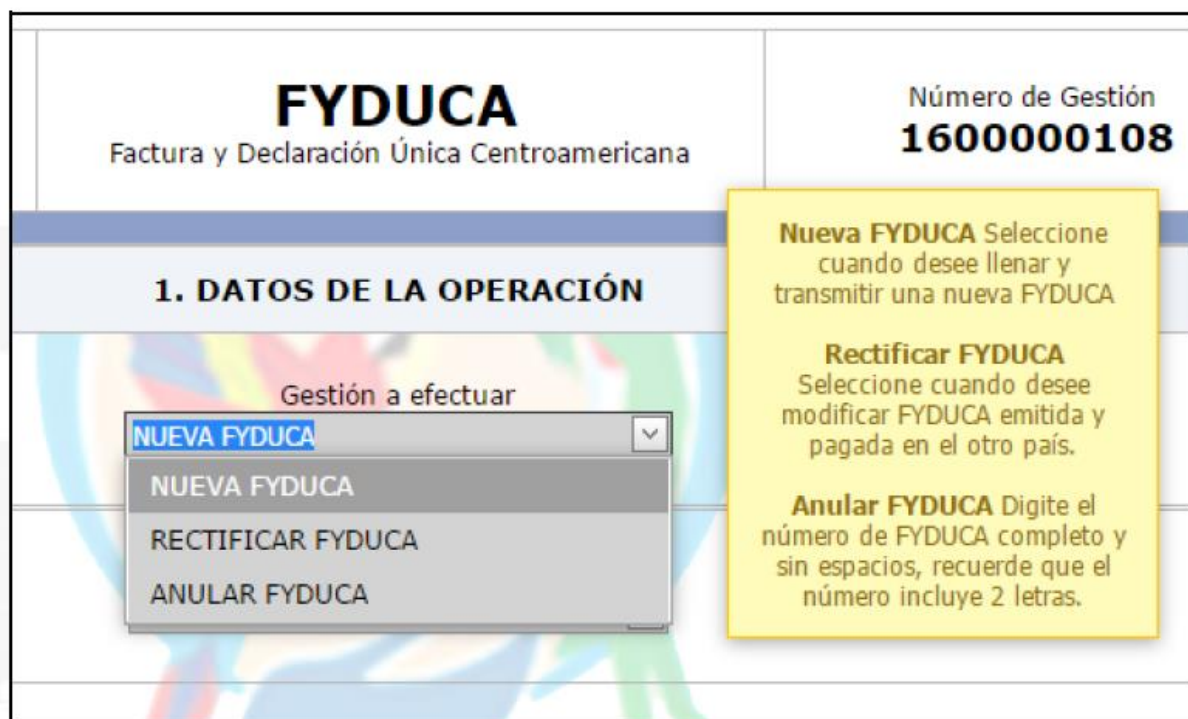 FYDUCA
Factura y Declaración Única Centroamericana
Número de Gestión
1600000108
1. DATOS DE LA OPERACIÓN
Gestión a efectuar
NUEVA FYDUCA
NUEVA FYDUCA
RECTIFICAR FYDUCA
ANULAR FYDUCA
Nueva FYDUCA Seleccione
cuando desee llenar y
transmitir una nueva FYDUCA
Rectificar FYDUCA
Seleccione cuando desee
modificar FYDUCA emitida y
pagada en el otro país.
Anular FYDUCA Digite el
número de FYDUCA completo y
sin espacios, recuerde que el
número incluye 2 letras.